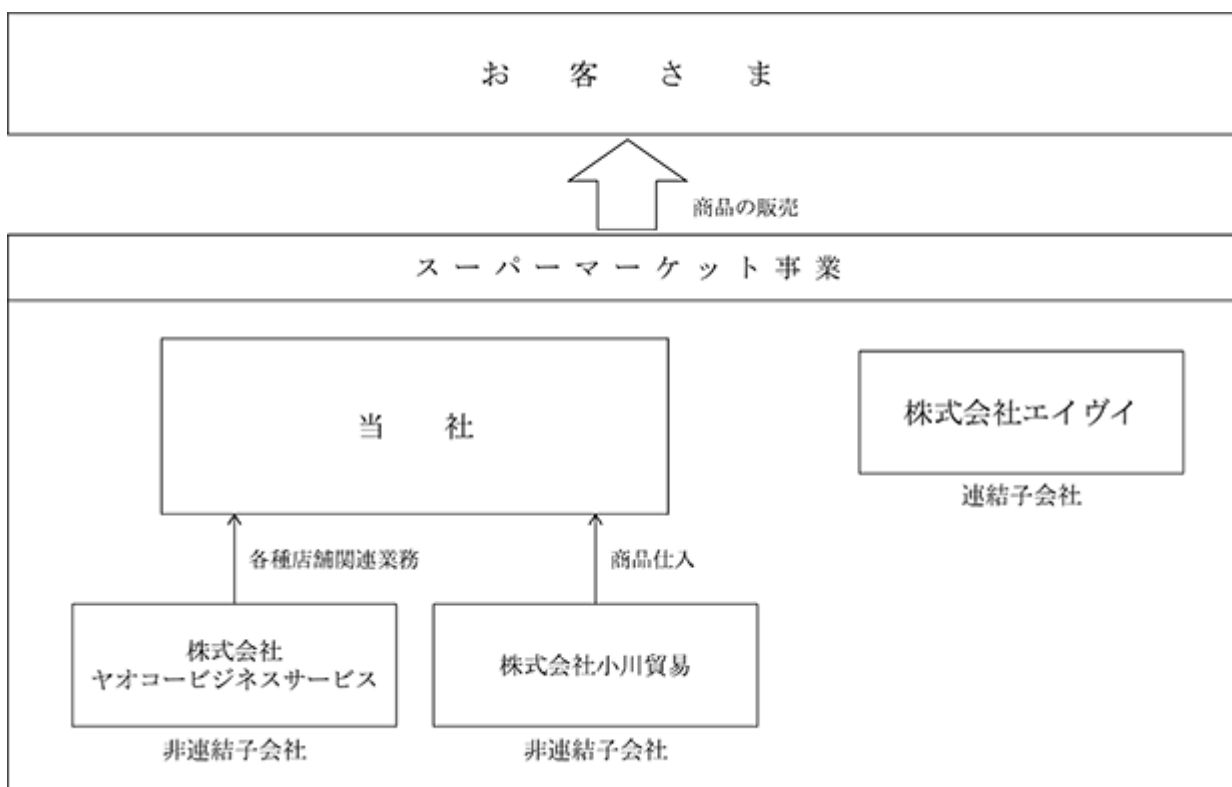 お客さま
商品の販売
スーパーマーケット事業
当社
株式会社エイヴイ
連結子会社
各種店舗関連業務
商品仕入
株式会社
ヤオコービジネスサービス
株式会社小川貿易
非連結子会社
非連結子会社